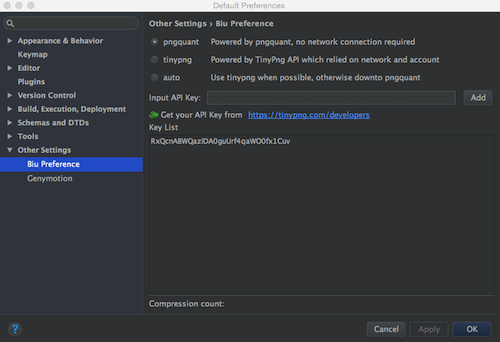 Default Preferences
Appearance & Behavior
Keymap
Editor
Plugins
Version Control
Build, Execution, Deployment
Schemas and DTDs
Tools
Other Settings
Biu Preference
Genymotion
Other Settings › Biu Preference
pngquant Powered by pngquant, no network connection required
tinypng Powered by TinyPng API which relied on network and account
auto Use tinypng when possible, otherwise downto pngquant
Input API Key: Add
Get your API Key from https://tinypng.com/developers
Key List
RxQcnABWQazlDA0guUrf4qaWO0fx1Cuv
Compression count:
? Cancel Apply OK